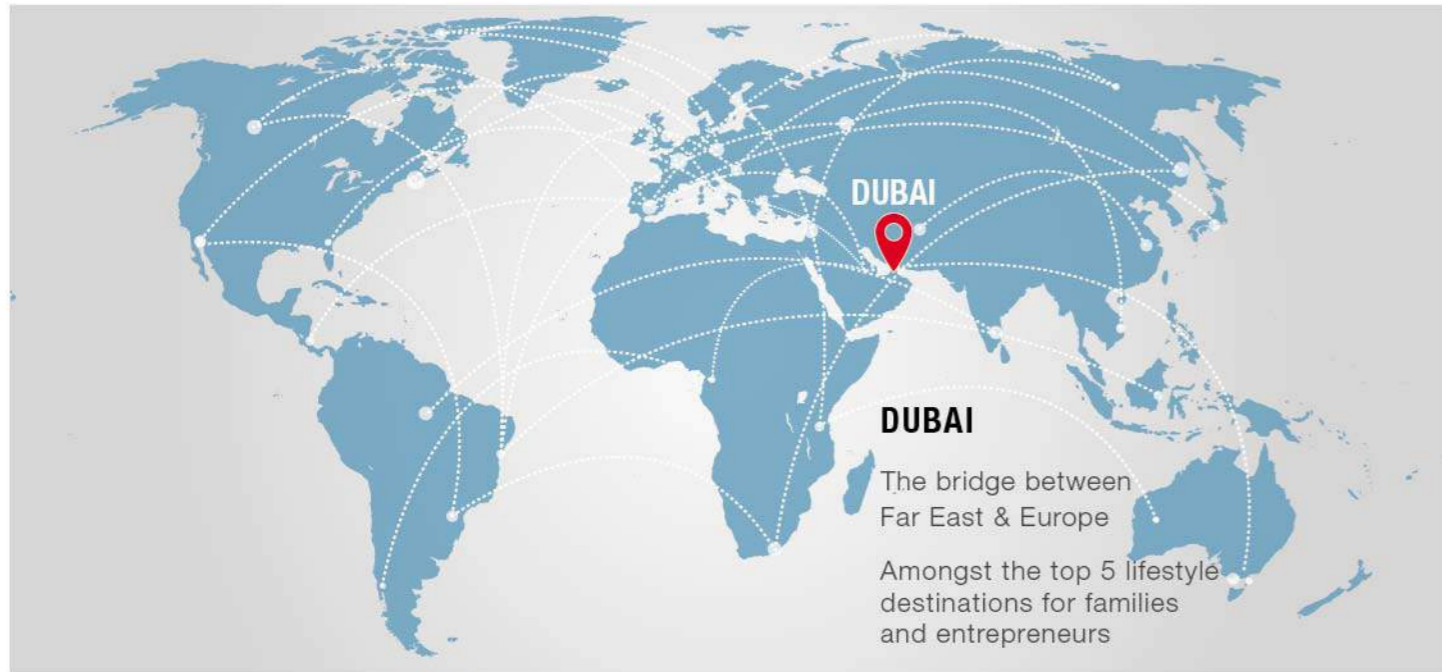 DUBAI
DUBAI
The bridge between
Far East & Europe
Amongst the top 5 lifestyle
destinations for families
and entrepreneurs